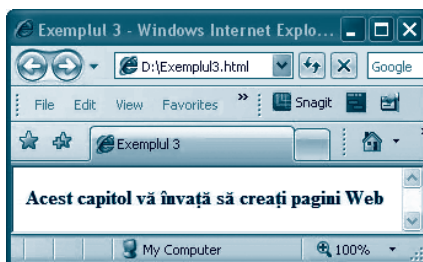 Exemplul 3 - Windows Internet Explo...
D:\Exemplul3.html
Google
File Edit View Favorites » Snagit
Exemplul 3
Acest capitol vă învață să creați pagini Web
My Computer 100%